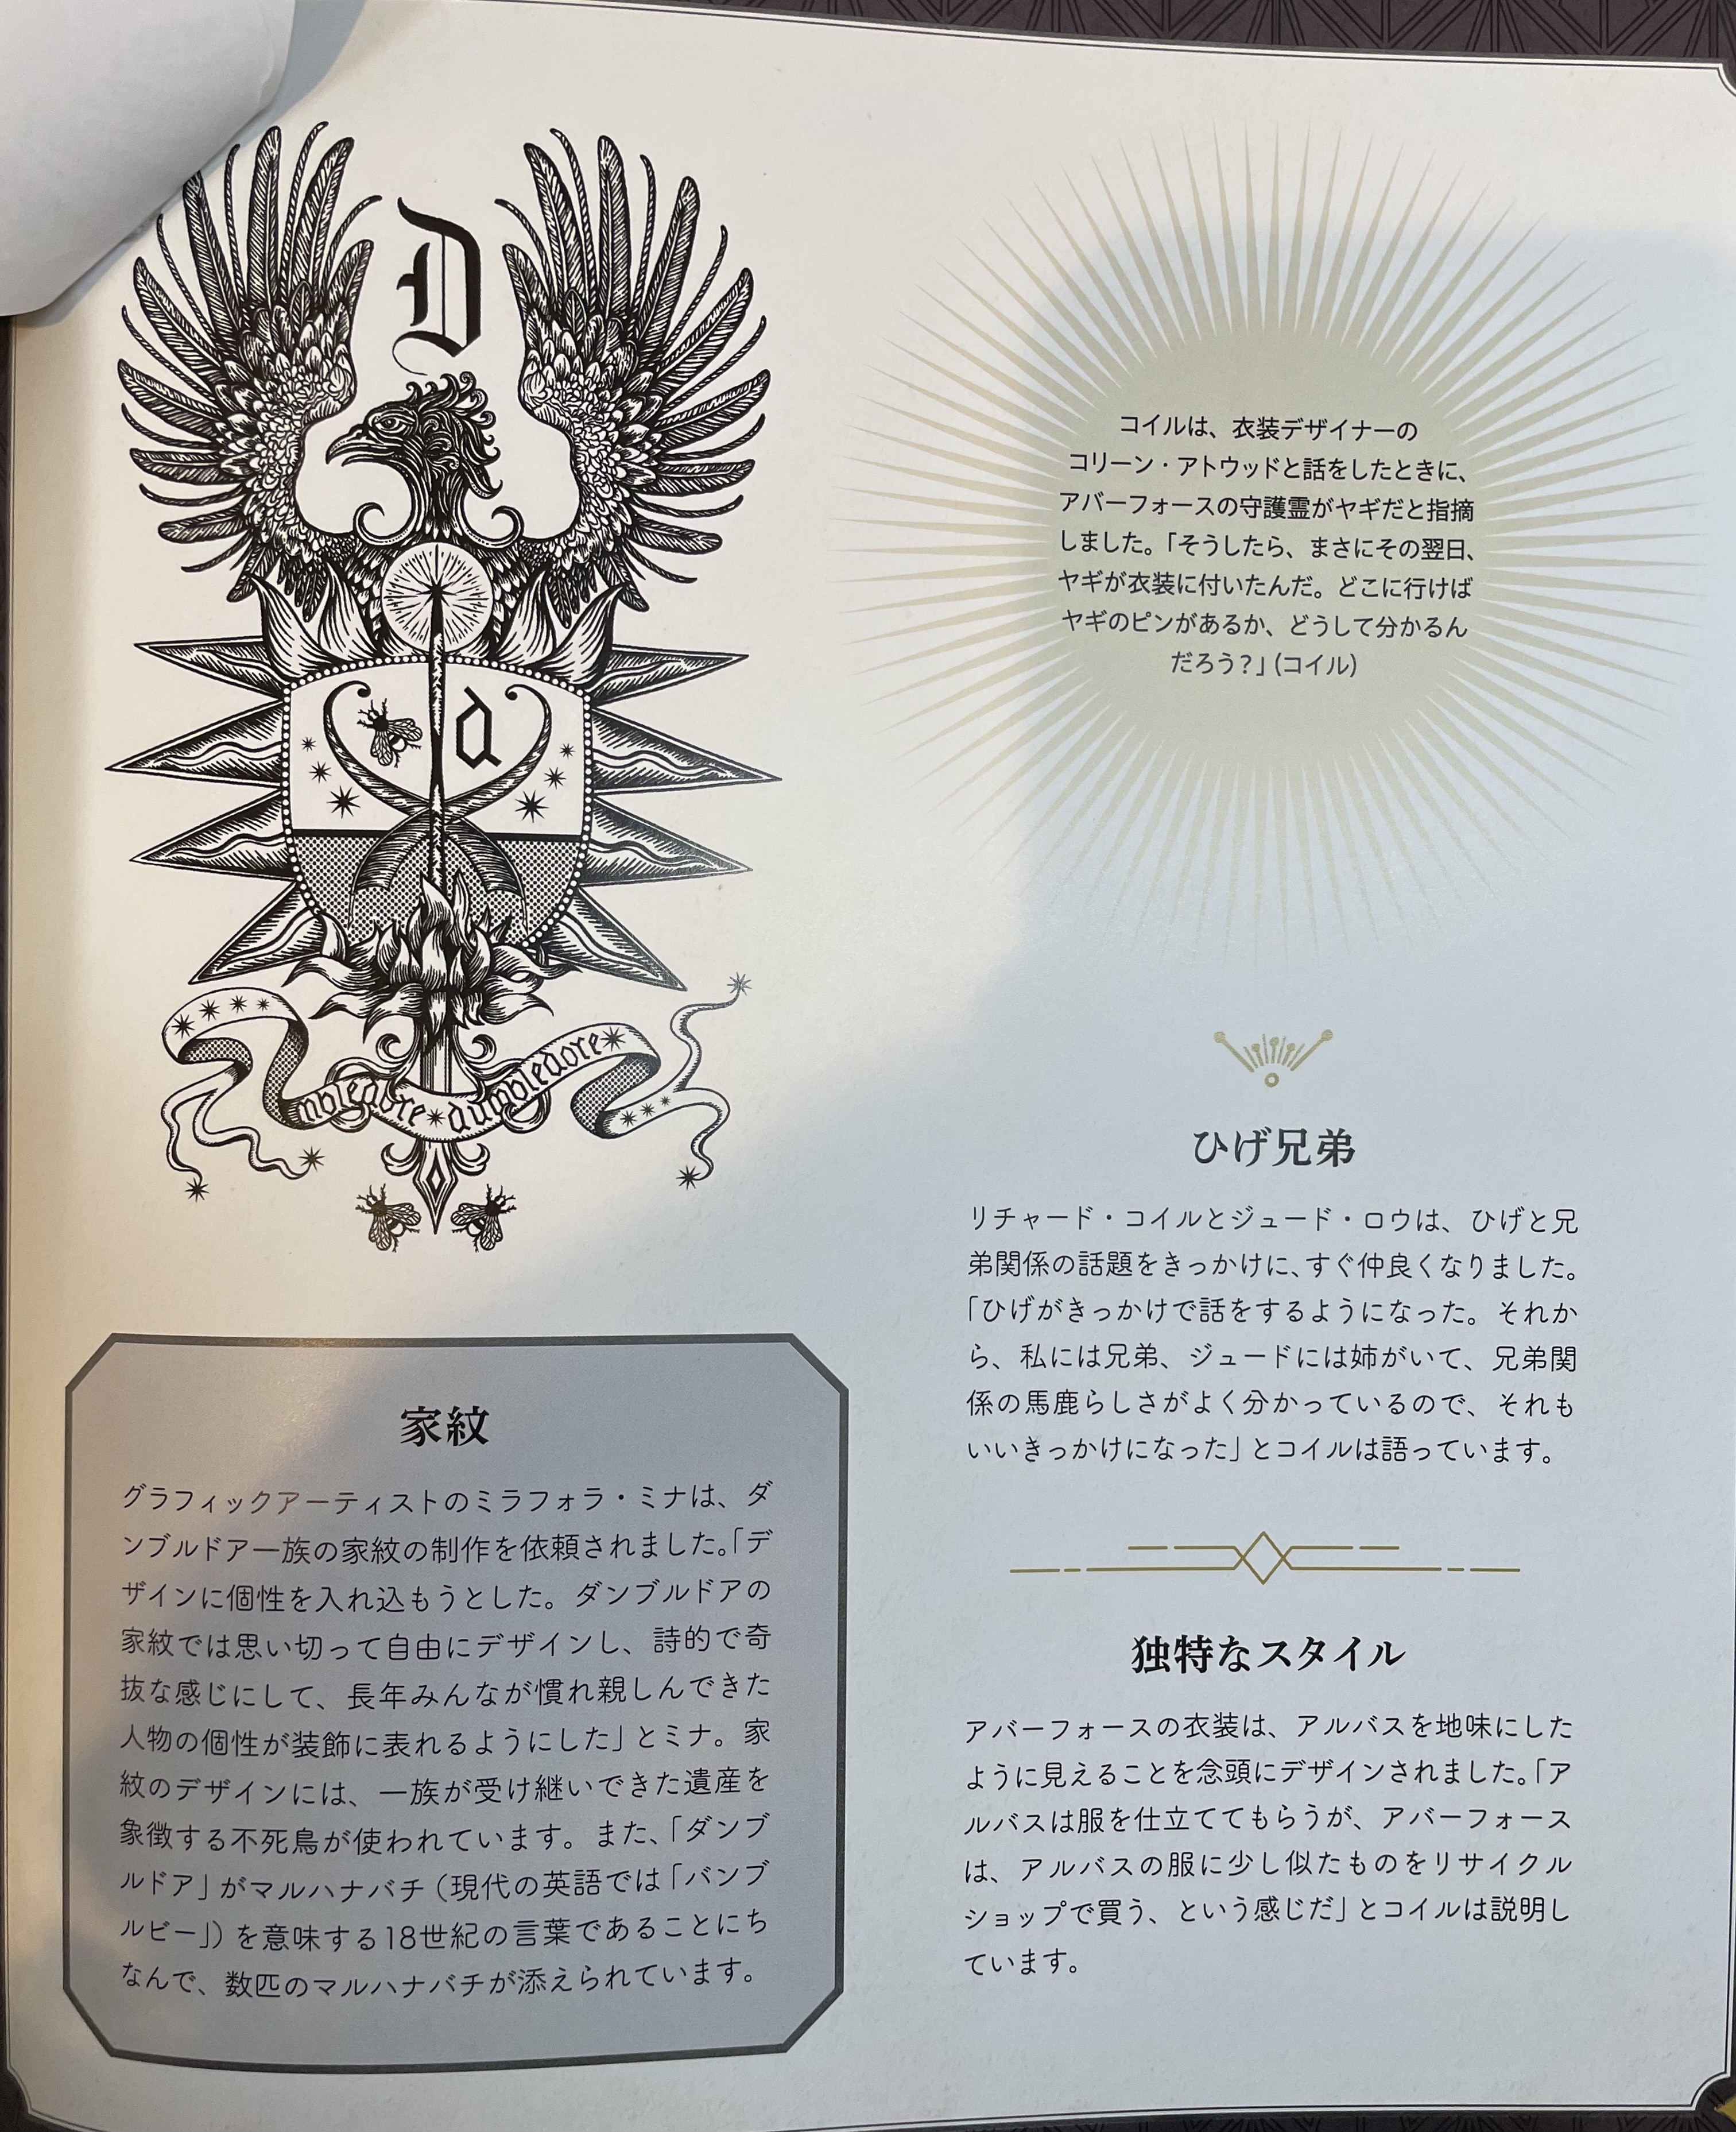 D
d
nbledore*dumbledore*
家紋
グラフィックアーティストのミラフォラ・ミナは、ダ
ンブルドア一族の家紋の制作を依頼されました。「デ
ザインに個性を入れ込もうとした。ダンブルドアの
家紋では思い切って自由にデザインし、詩的で奇
抜な感じにして、長年みんなが慣れ親しんできた
人物の個性が装飾に表れるようにした」とミナ。家
紋のデザインには、一族が受け継いできた遺産を
象徴する不死鳥が使われています。また、「ダンブ
ルドア」がマルハナバチ（現代の英語では「バンブ
ルビー」）を意味する18世紀の言葉であることにち
なんで、数匹のマルハナバチが添えられています。
コイルは、衣装デザイナーの
コリーン・アトウッドと話をしたときに、
アバーフォースの守護霊がヤギだと指摘
しました。「そうしたら、まさにその翌日、
ヤギが衣装に付いたんだ。どこに行けば
ヤギのピンがあるか、どうして分かるん
だろう？」（コイル）
ひげ兄弟
リチャード・コイルとジュード・ロウは、ひげと兄
弟関係の話題をきっかけに、すぐ仲良くなりました。
「ひげがきっかけで話をするようになった。それか
ら、私には兄弟、ジュードには姉がいて、兄弟関
係の馬鹿らしさがよく分かっているので、それも
いいきっかけになった」とコイルは語っています。
独特なスタイル
アバーフォースの衣装は、アルバスを地味にした
ように見えることを念頭にデザインされました。「ア
ルバスは服を仕立ててもらうが、アバーフォース
は、アルバスの服に少し似たものをリサイクル
ショップで買う、という感じだ」とコイルは説明し
ています。